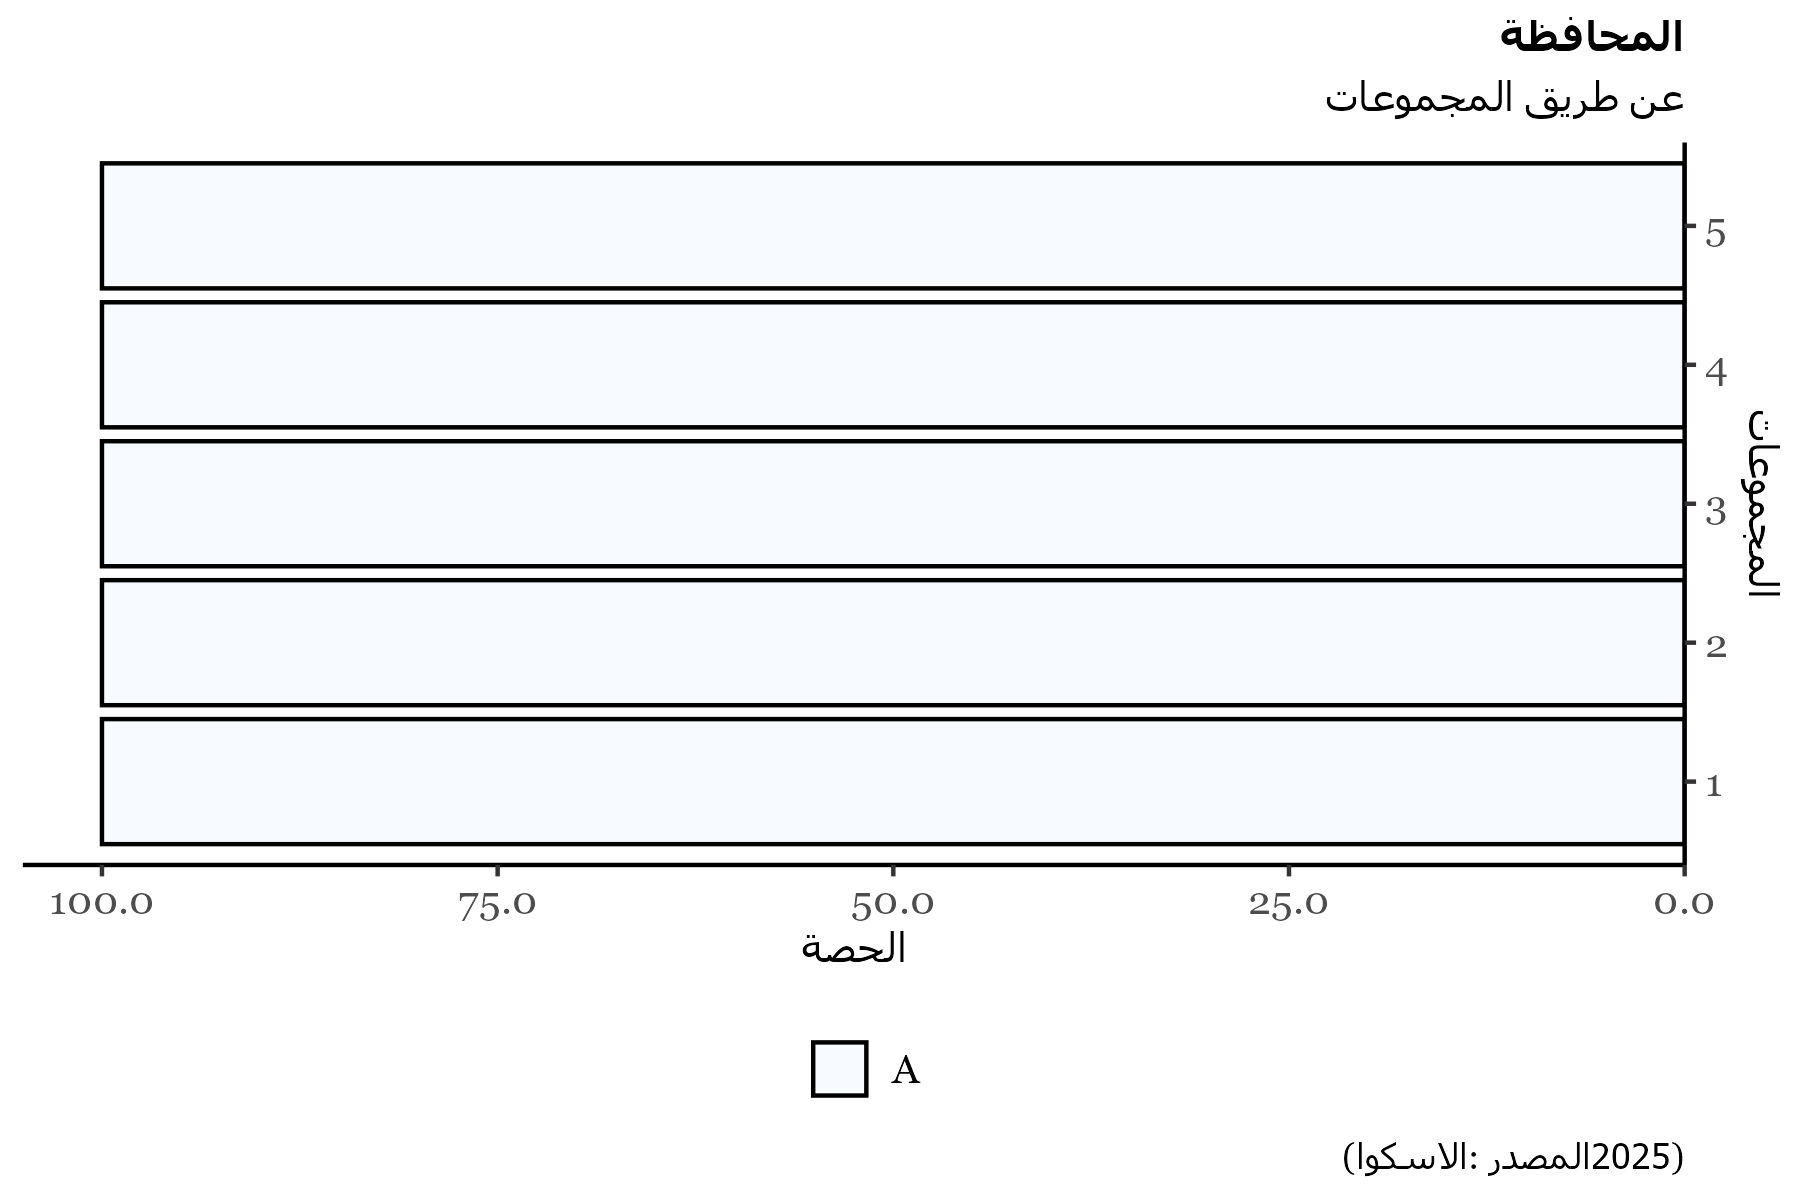 المحافظة
عن طريق المجموعات
5
4
3
2
1
المجموعات
100.0 75.0 50.0 25.0 0.0
الحصة
A
(2025المصدر :الاسكوا)